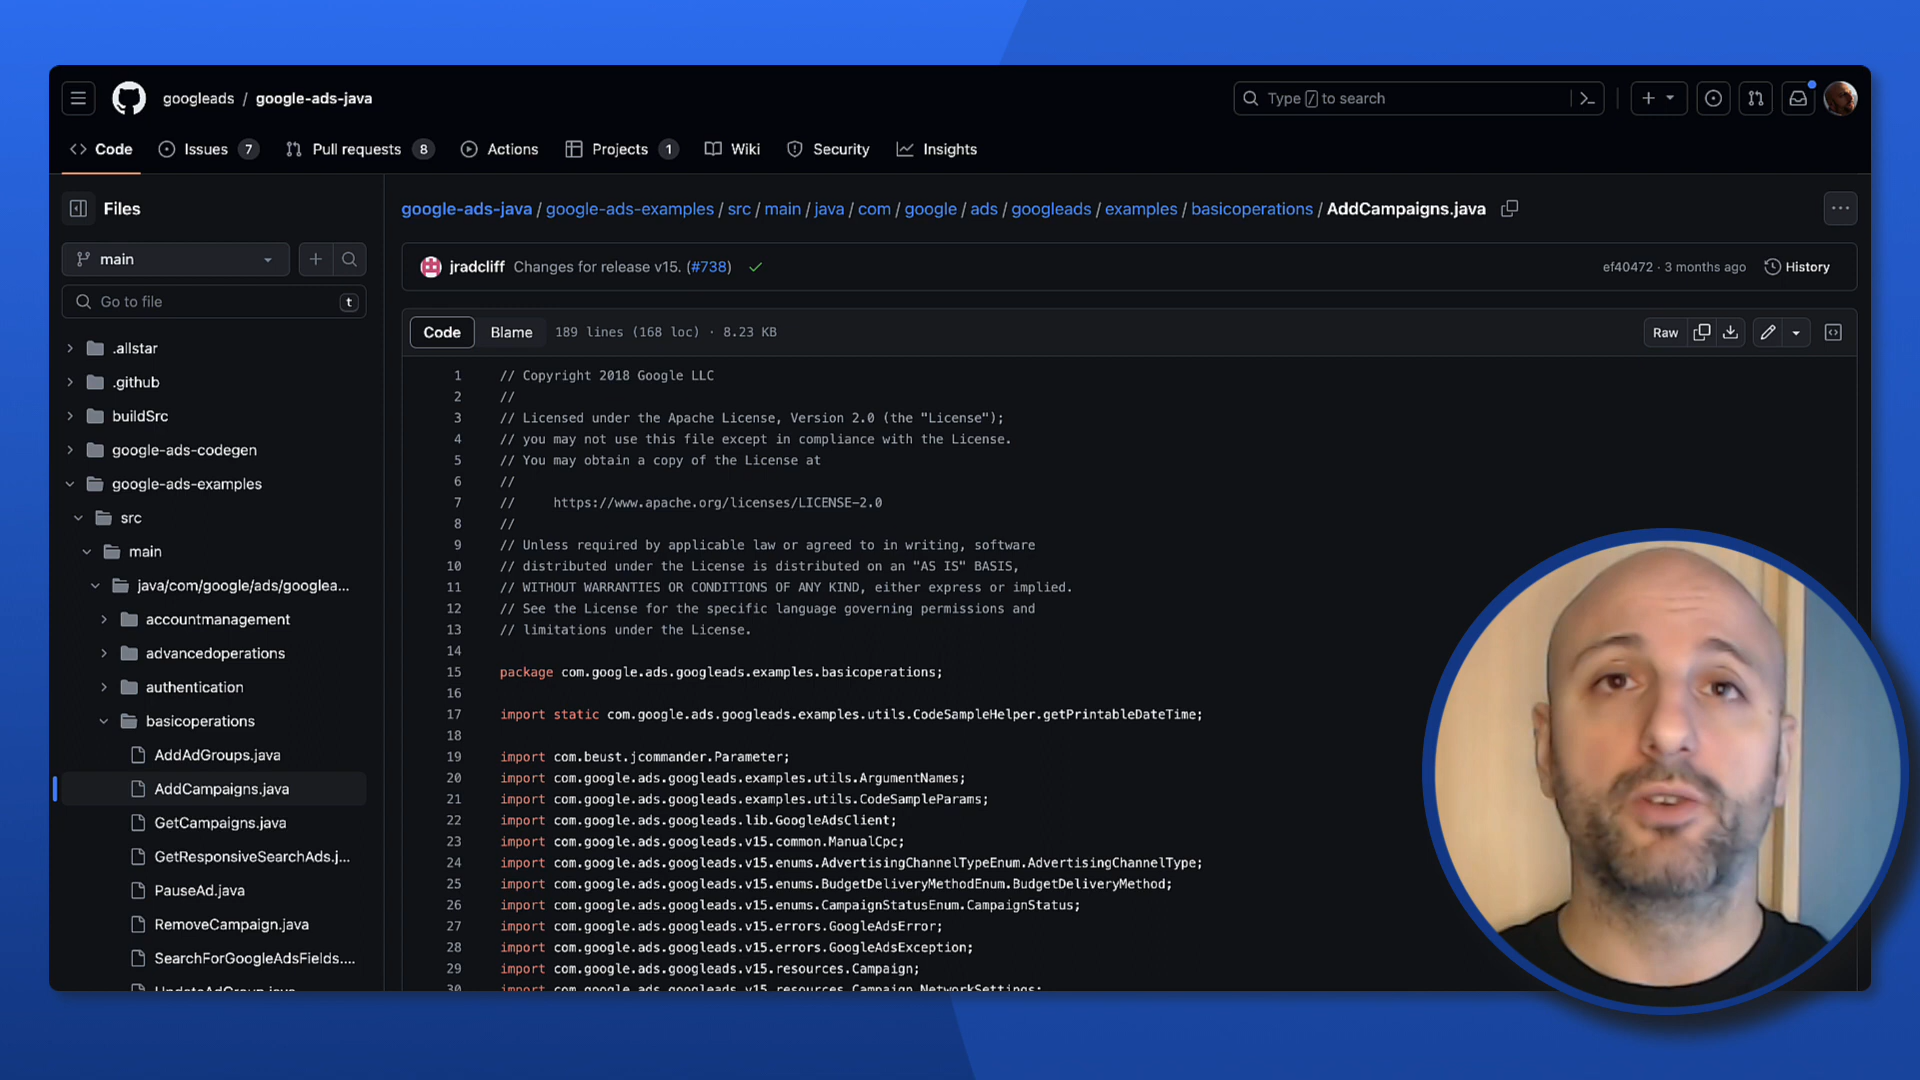 googleads / google-ads-java
Type / to search
Code
Issues 7
Pull requests 8
Actions
Projects 1
Wiki
Security
Insights
Files
main
Go to file
t
.allstar
.github
buildSrc
google-ads-codegen
google-ads-examples
src
main
java/com/google/ads/googlea...
accountmanagement
advancedoperations
authentication
basicoperations
AddAdGroups.java
AddCampaigns.java
GetCampaigns.java
GetResponsiveSearchAds.j...
PauseAd.java
RemoveCampaign.java
SearchForGoogleAdsFields....
UpdateAdGroup.java
google-ads-java / google-ads-examples / src / main / java / com / google / ads / googleads / examples / basicoperations / AddCampaigns.java
jradcliff Changes for release v15. (#738)
ef40472 · 3 months ago
History
Code Blame 189 lines (168 loc) · 8.23 KB
Raw
1 // Copyright 2018 Google LLC
2 //
3 // Licensed under the Apache License, Version 2.0 (the "License");
4 // you may not use this file except in compliance with the License.
5 // You may obtain a copy of the License at
6 //
7 //     https://www.apache.org/licenses/LICENSE-2.0
8 //
9 // Unless required by applicable law or agreed to in writing, software
10 // distributed under the License is distributed on an "AS IS" BASIS,
11 // WITHOUT WARRANTIES OR CONDITIONS OF ANY KIND, either express or implied.
12 // See the License for the specific language governing permissions and
13 // limitations under the License.
14
15 package com.google.ads.googleads.examples.basicoperations;
16
17 import static com.google.ads.googleads.examples.utils.CodeSampleHelper.getPrintableDateTime;
18
19 import com.beust.jcommander.Parameter;
20 import com.google.ads.googleads.examples.utils.ArgumentNames;
21 import com.google.ads.googleads.examples.utils.CodeSampleParams;
22 import com.google.ads.googleads.lib.GoogleAdsClient;
23 import com.google.ads.googleads.v15.common.ManualCpc;
24 import com.google.ads.googleads.v15.enums.AdvertisingChannelTypeEnum.AdvertisingChannelType;
25 import com.google.ads.googleads.v15.enums.BudgetDeliveryMethodEnum.BudgetDeliveryMethod;
26 import com.google.ads.googleads.v15.enums.CampaignStatusEnum.CampaignStatus;
27 import com.google.ads.googleads.v15.errors.GoogleAdsError;
28 import com.google.ads.googleads.v15.errors.GoogleAdsException;
29 import com.google.ads.googleads.v15.resources.Campaign;
30 import com.google.ads.googleads.v15.resources.Campaign.NetworkSettings;